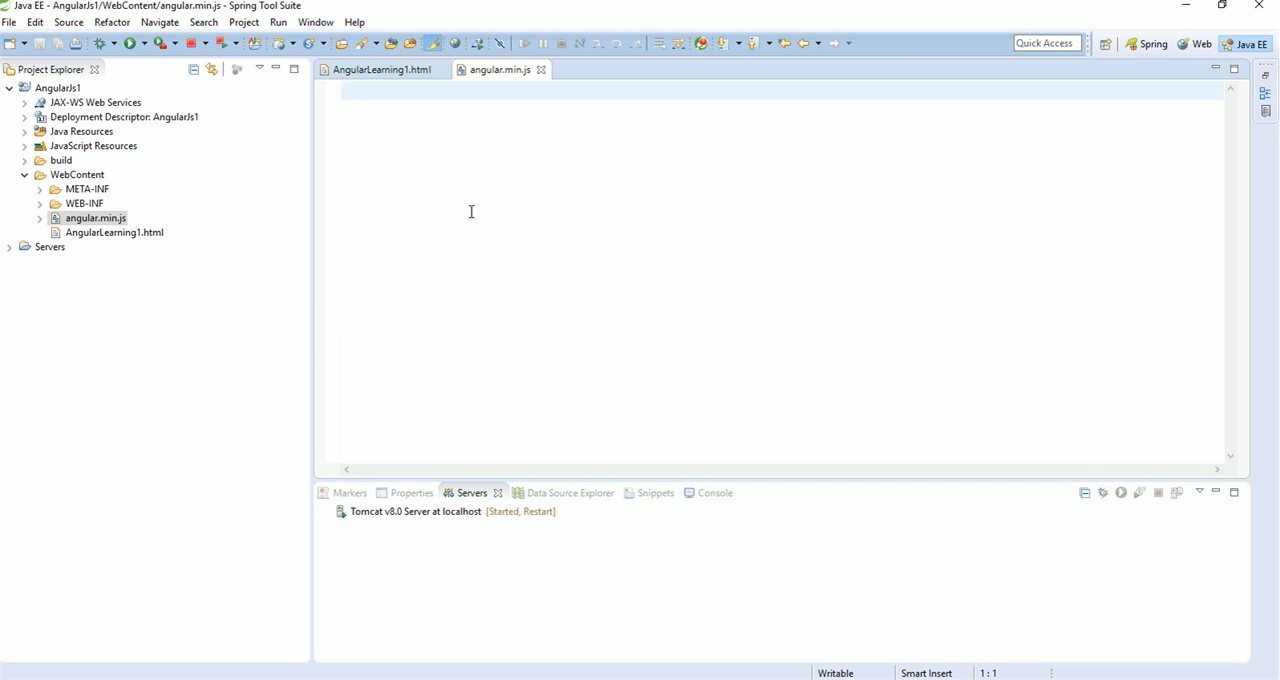 Java EE - AngularJs1/WebContent/angular.min.js - Spring Tool Suite
File Edit Source Refactor Navigate Search Project Run Window Help
Quick Access Spring Web Java EE
Project Explorer
AngularLearning1.html angular.min.js
AngularJs1
JAX-WS Web Services
Deployment Descriptor: AngularJs1
Java Resources
JavaScript Resources
build
WebContent
META-INF
WEB-INF
angular.min.js
AngularLearning1.html
Servers
Markers Properties Servers Data Source Explorer Snippets Console
Tomcat v8.0 Server at localhost [Started, Restart]
Writable Smart Insert 1 : 1